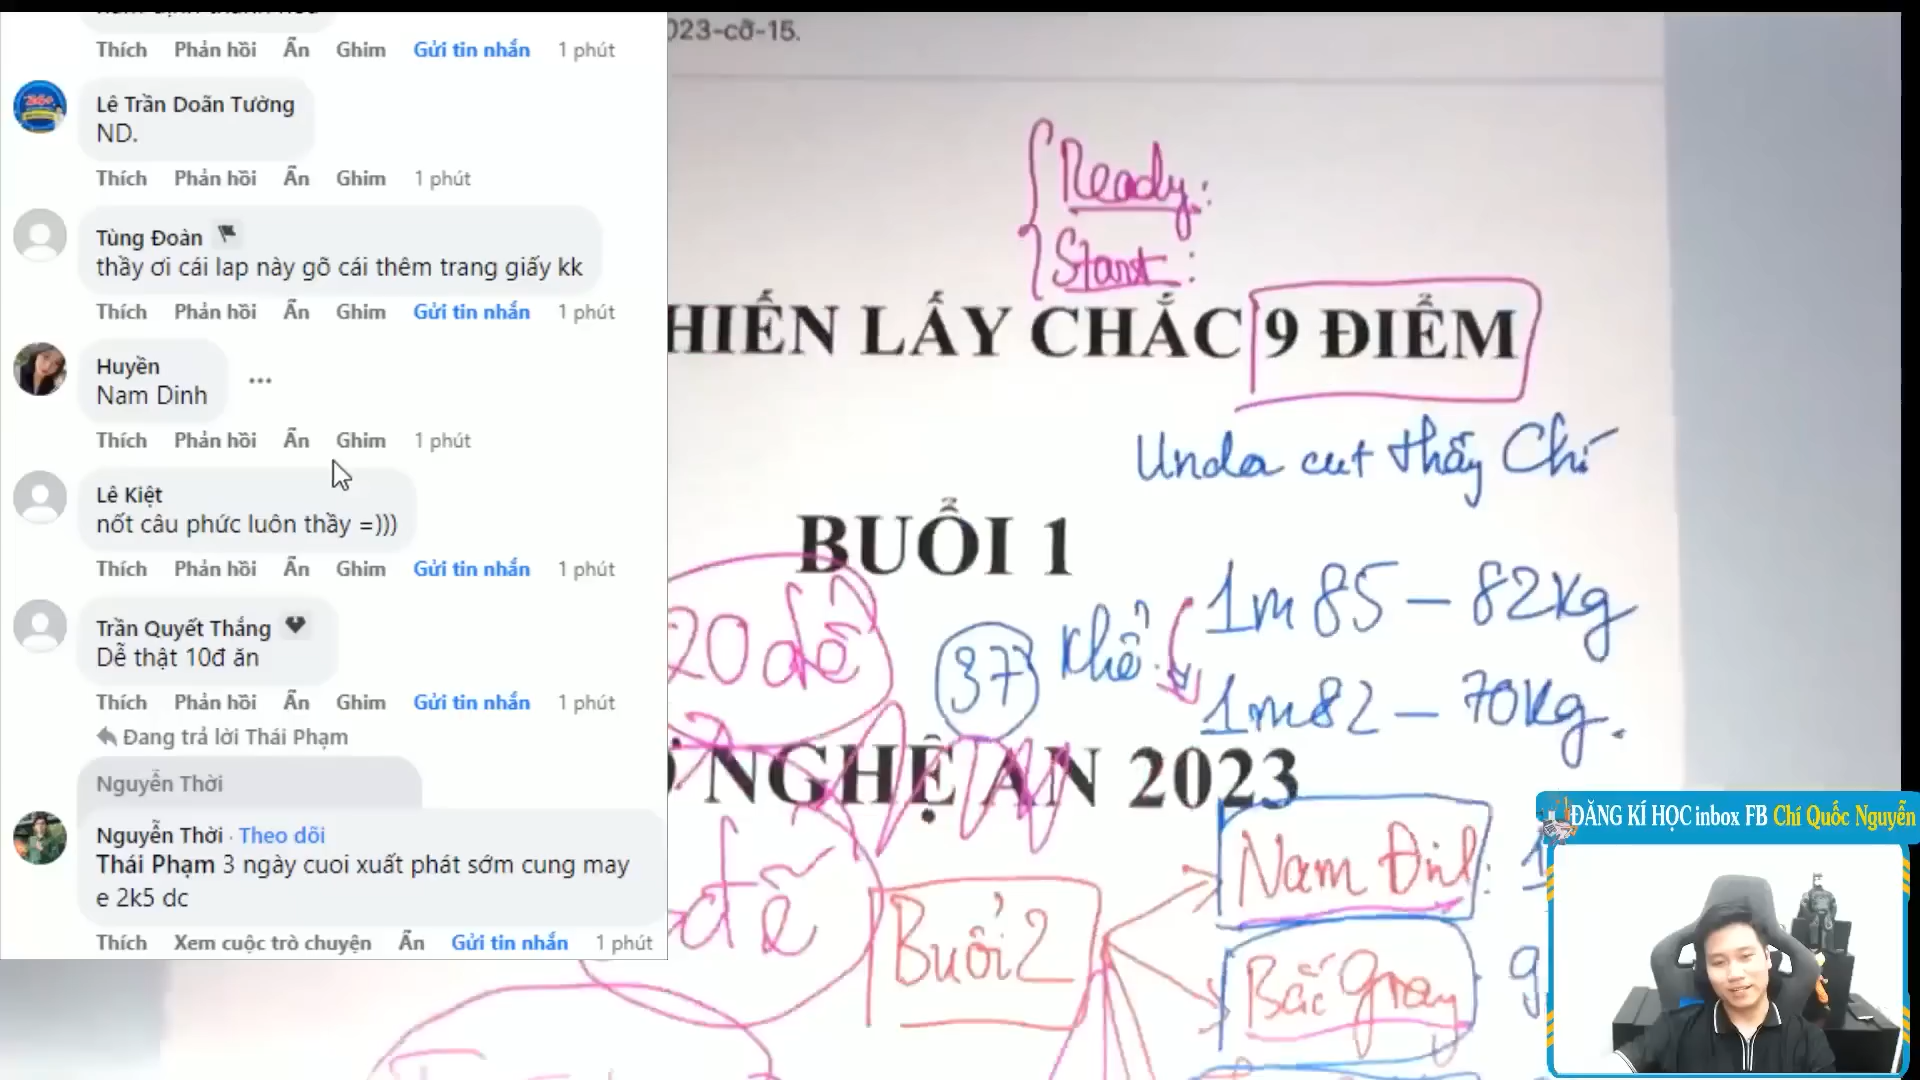 Thích Phản hồi Ẩn Ghim Gửi tin nhắn 1 phút
Lê Trần Doãn Tường
ND.
Thích Phản hồi Ẩn Ghim 1 phút
Tùng Đoàn
thầy ơi cái lap này gõ cái thêm trang giấy kk
Thích Phản hồi Ẩn Ghim Gửi tin nhắn 1 phút
Huyền
Nam Dinh
Thích Phản hồi Ẩn Ghim 1 phút
Lê Kiệt
nốt câu phức luôn thầy =)))
Thích Phản hồi Ẩn Ghim Gửi tin nhắn 1 phút
Trần Quyết Thắng
Dễ thật 10đ ăn
Thích Phản hồi Ẩn Ghim Gửi tin nhắn 1 phút
Đang trả lời Thái Phạm
Nguyễn Thời
Nguyễn Thời · Theo dõi
Thái Phạm 3 ngày cuoi xuất phát sớm cung may
e 2k5 dc
Thích Xem cuộc trò chuyện Ẩn Gửi tin nhắn 1 phút
023-cỡ-15.
Ready:
Start:
HIẾN LẤY CHẮC 9 ĐIỂM
Unda cut thầy Chí
BUỔI 1
20 đề
37 Khổ
1m85 – 82kg
1m82 – 70kg.
NGHỆ AN 2023
đề
Buổi 2
Nam Định:
Bắc Giang
ĐĂNG KÍ HỌC inbox FB Chí Quốc Nguyễn